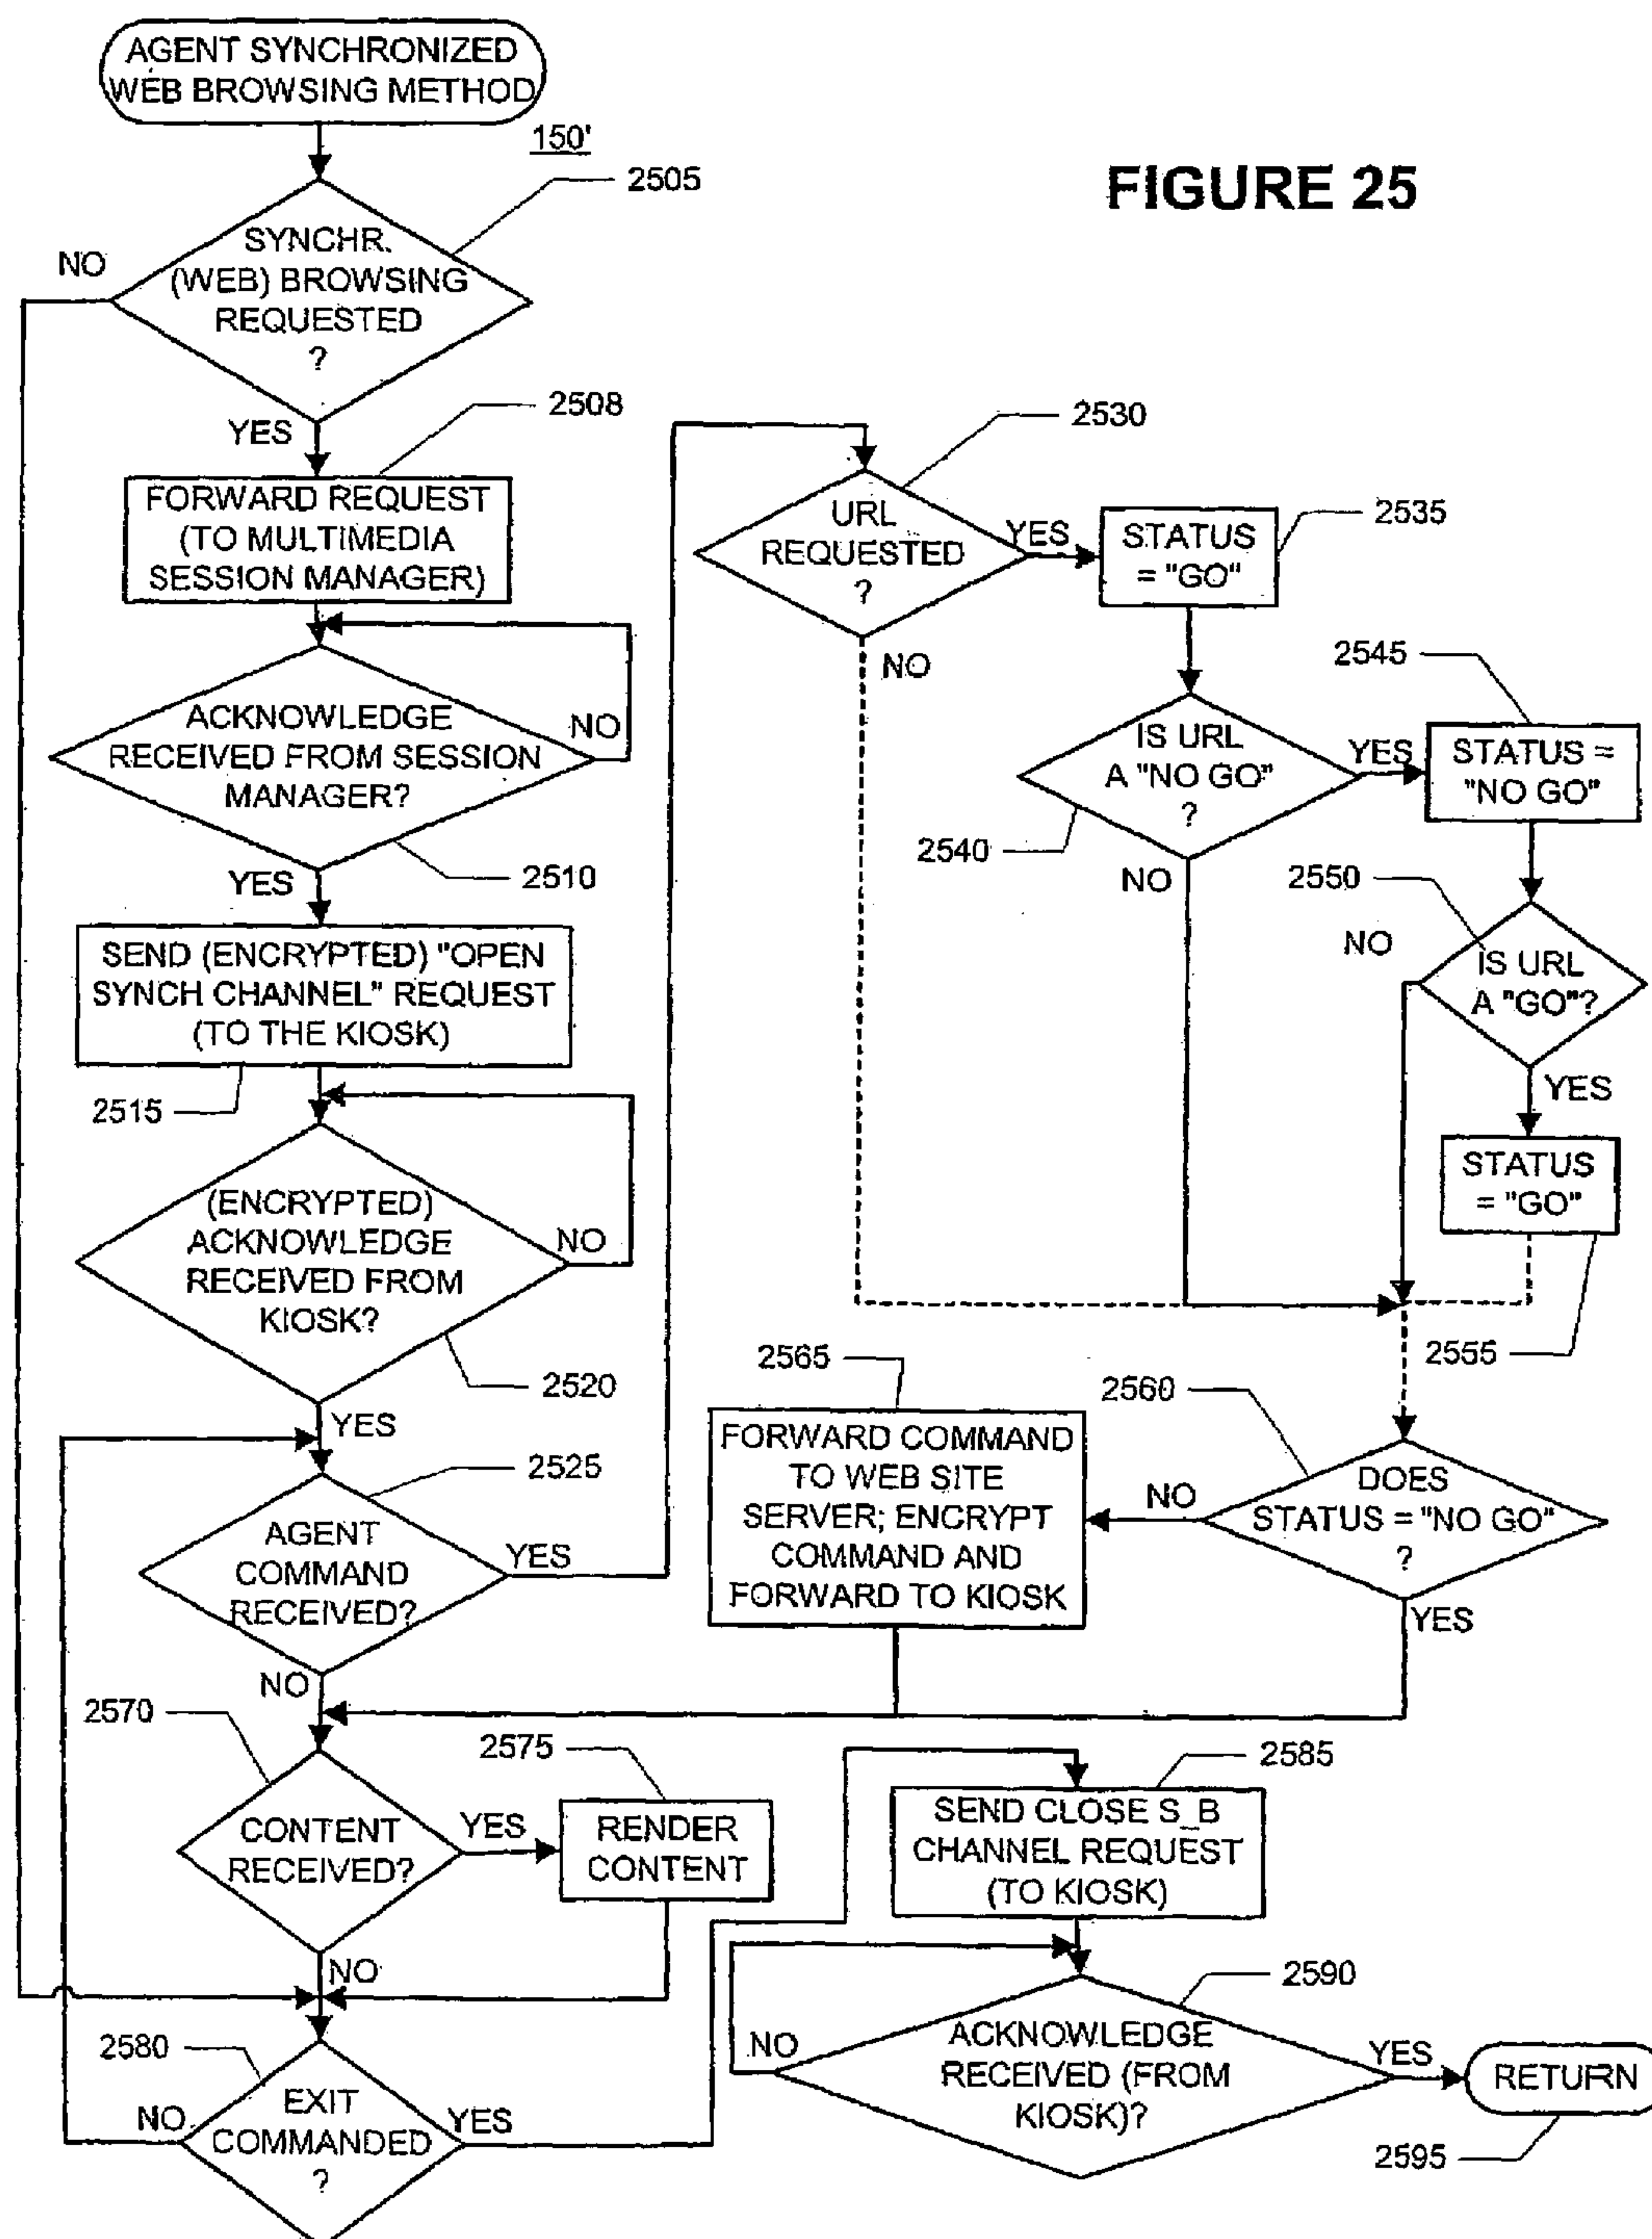 AGENT SYNCHRONIZED
WEB BROWSING METHOD
150'
FIGURE 25
2505
SYNCHR.
(WEB) BROWSING
REQUESTED
?
NO
YES
2508
FORWARD REQUEST
(TO MULTIMEDIA
SESSION MANAGER)
ACKNOWLEDGE
RECEIVED FROM SESSION
MANAGER?
NO
YES
2510
SEND (ENCRYPTED) "OPEN
SYNCH CHANNEL" REQUEST
(TO THE KIOSK)
2515
(ENCRYPTED)
ACKNOWLEDGE
RECEIVED FROM
KIOSK?
NO
2520
YES
2525
AGENT
COMMAND
RECEIVED?
YES
NO
2530
URL
REQUESTED
?
YES
NO
2535
STATUS
= "GO"
2540
IS URL
A "NO GO"
?
YES
NO
2545
STATUS =
"NO GO"
2550
IS URL
A "GO"?
NO
YES
STATUS
= "GO"
2555
2560
DOES
STATUS = "NO GO"
?
NO
YES
2565
FORWARD COMMAND
TO WEB SITE
SERVER; ENCRYPT
COMMAND AND
FORWARD TO KIOSK
2570
CONTENT
RECEIVED?
YES
NO
2575
RENDER
CONTENT
2580
EXIT
COMMANDED
?
NO
YES
2585
SEND CLOSE S_B
CHANNEL REQUEST
(TO KIOSK)
2590
ACKNOWLEDGE
RECEIVED (FROM
KIOSK)?
NO
YES
RETURN
2595